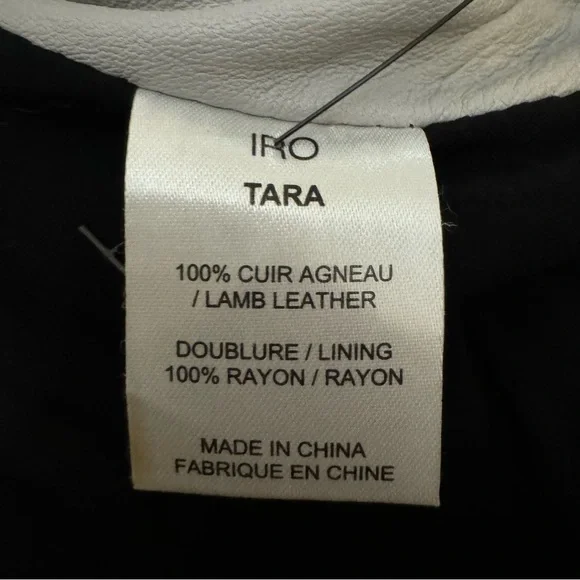 IRO
TARA
100% CUIR AGNEAU
/ LAMB LEATHER
DOUBLURE / LINING
100% RAYON / RAYON
MADE IN CHINA
FABRIQUE EN CHINE